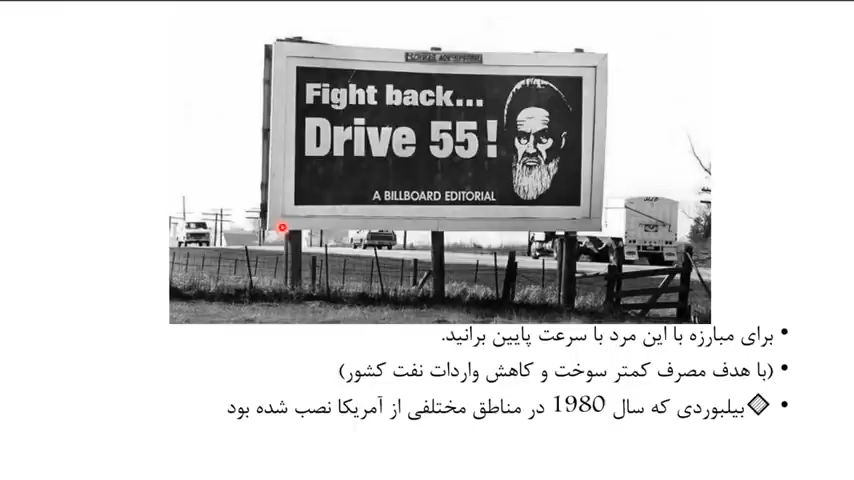 Fight back...
Drive 55!
A BILLBOARD EDITORIAL
• برای مبارزه با این مرد با سرعت پایین برانید.
• (با هدف مصرف کمتر سوخت و کاهش واردات نفت کشور)
• بیلبوردی که سال 1980 در مناطق مختلفی از آمریکا نصب شده بود